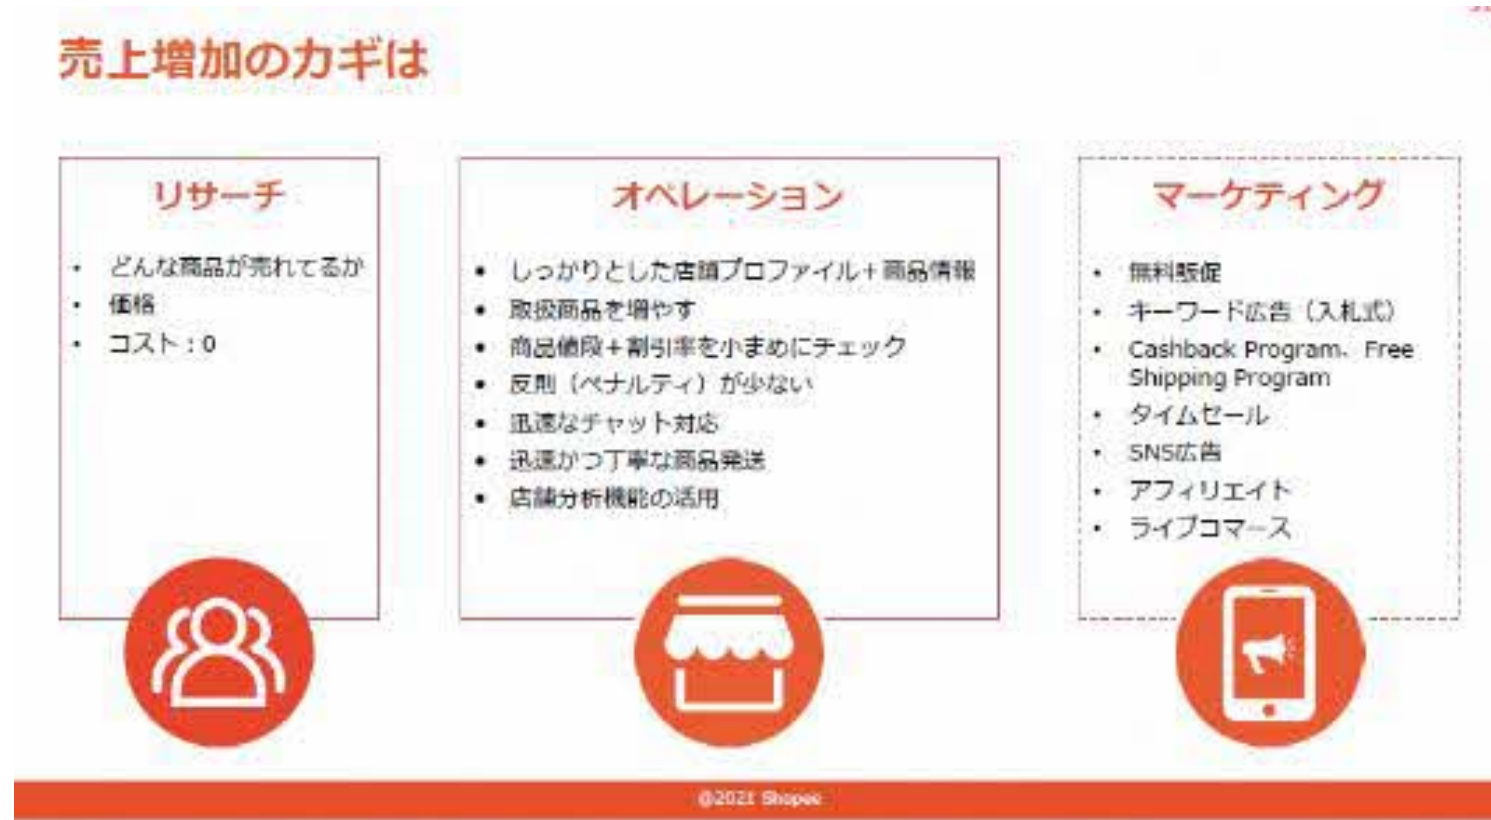 売上増加のカギは
リサーチ
・ どんな商品が売れてるか
・ 価格
・ コスト：0
オペレーション
• しっかりとした店舗プロファイル＋商品情報
• 取扱商品を増やす
• 商品値段＋割引率を小まめにチェック
• 反則（ペナルティ）が少ない
• 迅速なチャット対応
• 迅速かつ丁寧な商品発送
• 店舗分析機能の活用
マーケティング
・ 無料販促
・ キーワード広告（入札式）
・ Cashback Program、Free
Shipping Program
・ タイムセール
・ SNS広告
・ アフィリエイト
・ ライブコマース
@2021 Shopee